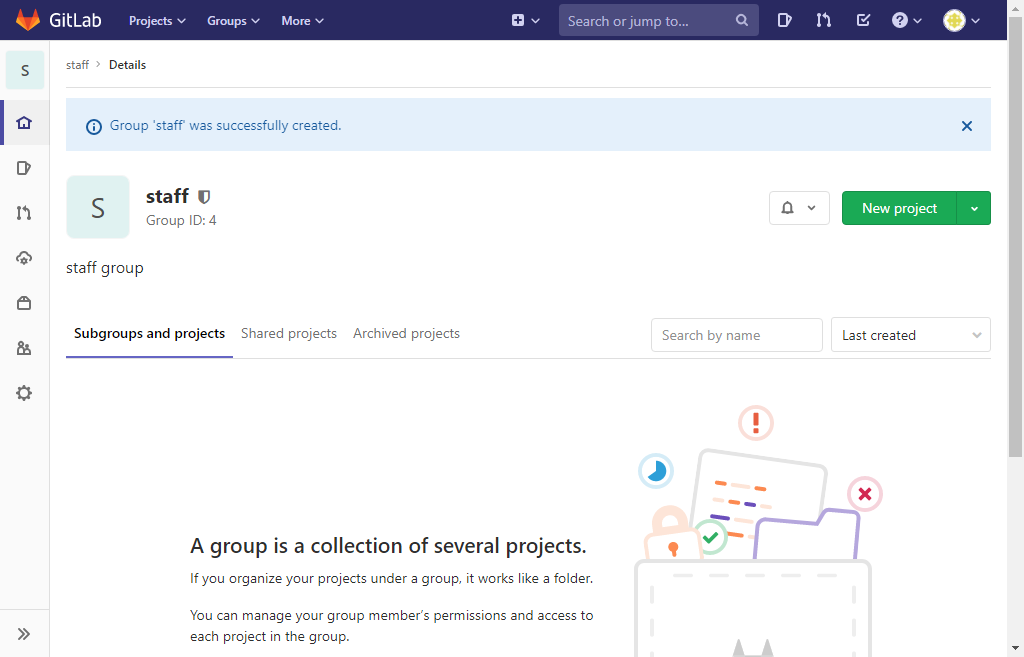 GitLab Projects Groups More Search or jump to...
S
staff > Details
Group 'staff' was successfully created.
S
staff
Group ID: 4
New project
staff group
Subgroups and projects Shared projects Archived projects Search by name Last created
A group is a collection of several projects.
If you organize your projects under a group, it works like a folder.
You can manage your group member’s permissions and access to
each project in the group.